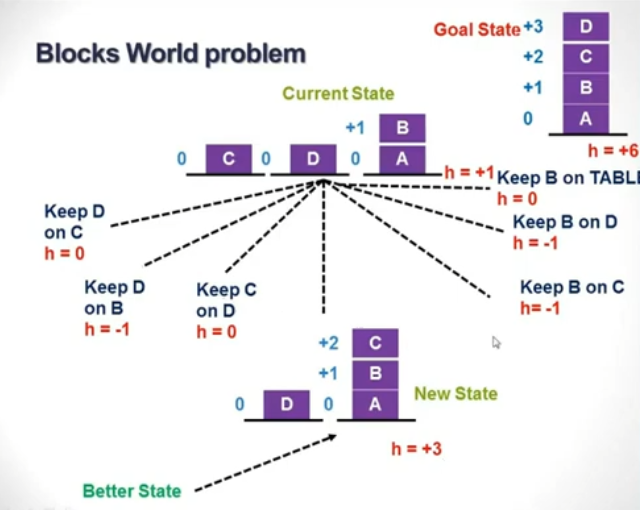 Blocks World problem
Goal State
+3 D
+2 C
+1 B
0 A
h = +6
Current State
+1 B
0 C 0 D 0 A
h = +1
Keep B on TABLE
h = 0
Keep D
on C
h = 0
Keep B on D
h = -1
Keep D
on B
h = -1
Keep C
on D
h = 0
Keep B on C
h= -1
+2 C
+1 B
0 D 0 A
New State
h = +3
Better State